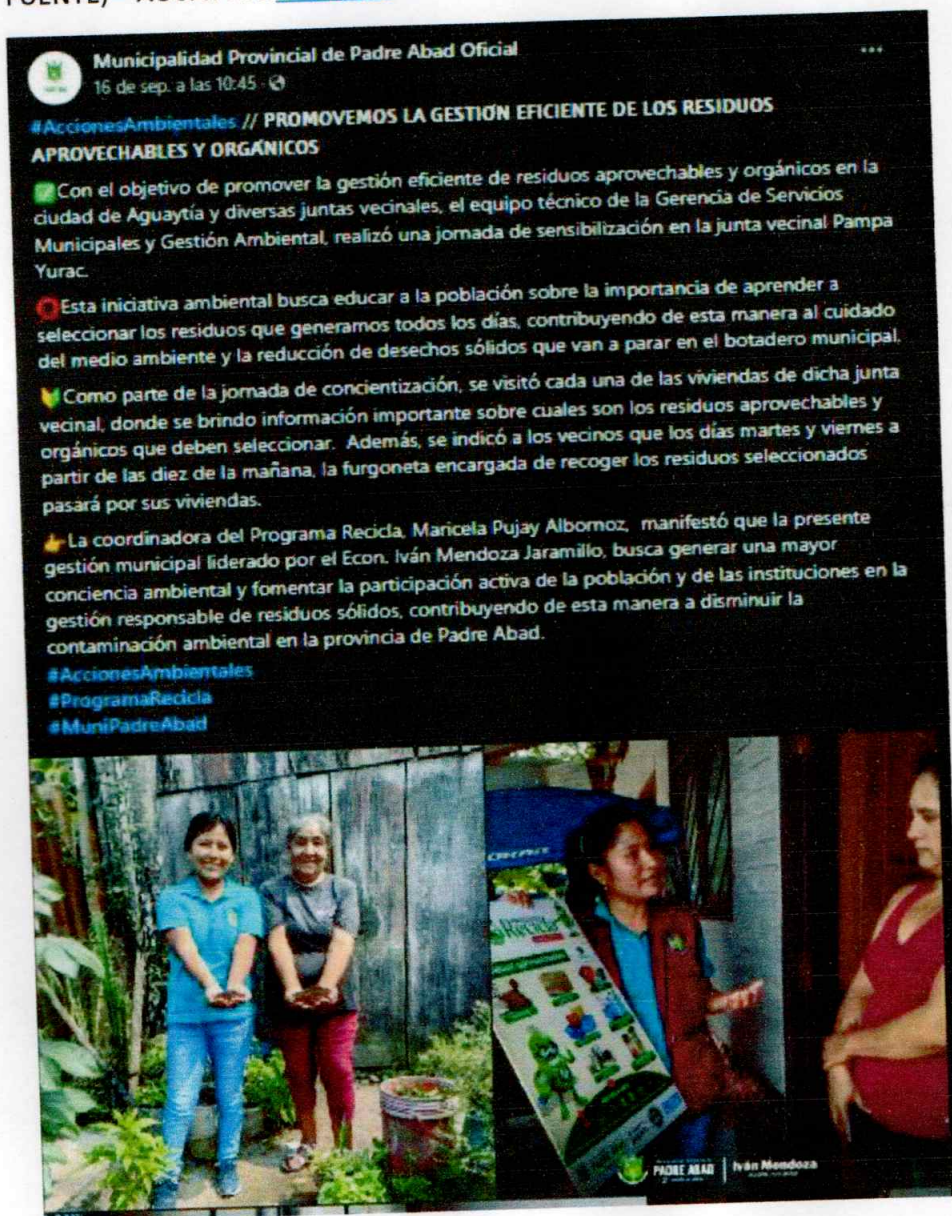 Municipalidad Provincial de Padre Abad Oficial
16 de sep. a las 10:45
#AccionesAmbientales // PROMOVEMOS LA GESTIÓN EFICIENTE DE LOS RESIDUOS
APROVECHABLES Y ORGÁNICOS
Con el objetivo de promover la gestión eficiente de residuos aprovechables y orgánicos en la
ciudad de Aguaytía y diversas juntas vecinales, el equipo técnico de la Gerencia de Servicios
Municipales y Gestión Ambiental, realizó una jornada de sensibilización en la junta vecinal Pampa
Yurac.
Esta iniciativa ambiental busca educar a la población sobre la importancia de aprender a
seleccionar los residuos que generamos todos los días, contribuyendo de esta manera al cuidado
del medio ambiente y la reducción de desechos sólidos que van a parar en el botadero municipal.
Como parte de la jornada de concientización, se visitó cada una de las viviendas de dicha junta
vecinal, donde se brindo información importante sobre cuales son los residuos aprovechables y
orgánicos que deben seleccionar. Además, se indicó a los vecinos que los días martes y viernes a
partir de las diez de la mañana, la furgoneta encargada de recoger los residuos seleccionados
pasará por sus viviendas.
La coordinadora del Programa Recicla, Maricela Pujay Albornoz, manifestó que la presente
gestión municipal liderado por el Econ. Iván Mendoza Jaramillo, busca generar una mayor
conciencia ambiental y fomentar la participación activa de la población y de las instituciones en la
gestión responsable de residuos sólidos, contribuyendo de esta manera a disminuir la
contaminación ambiental en la provincia de Padre Abad.
#AccionesAmbientales
#ProgramaRecicla
#MuniPadreAbad
Recicla
PADRE ABAD
Iván Mendoza